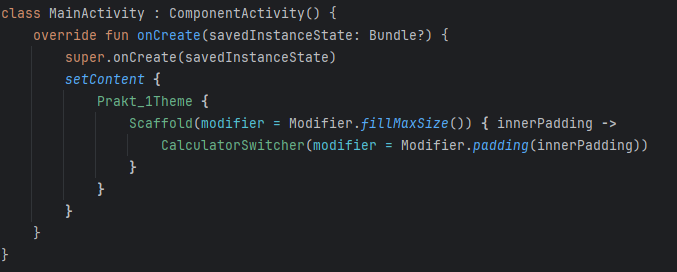 class MainActivity : ComponentActivity() {
    override fun onCreate(savedInstanceState: Bundle?) {
        super.onCreate(savedInstanceState)
        setContent {
            Prakt_1Theme {
                Scaffold(modifier = Modifier.fillMaxSize()) { innerPadding ->
                    CalculatorSwitcher(modifier = Modifier.padding(innerPadding))
                }
            }
        }
    }
}